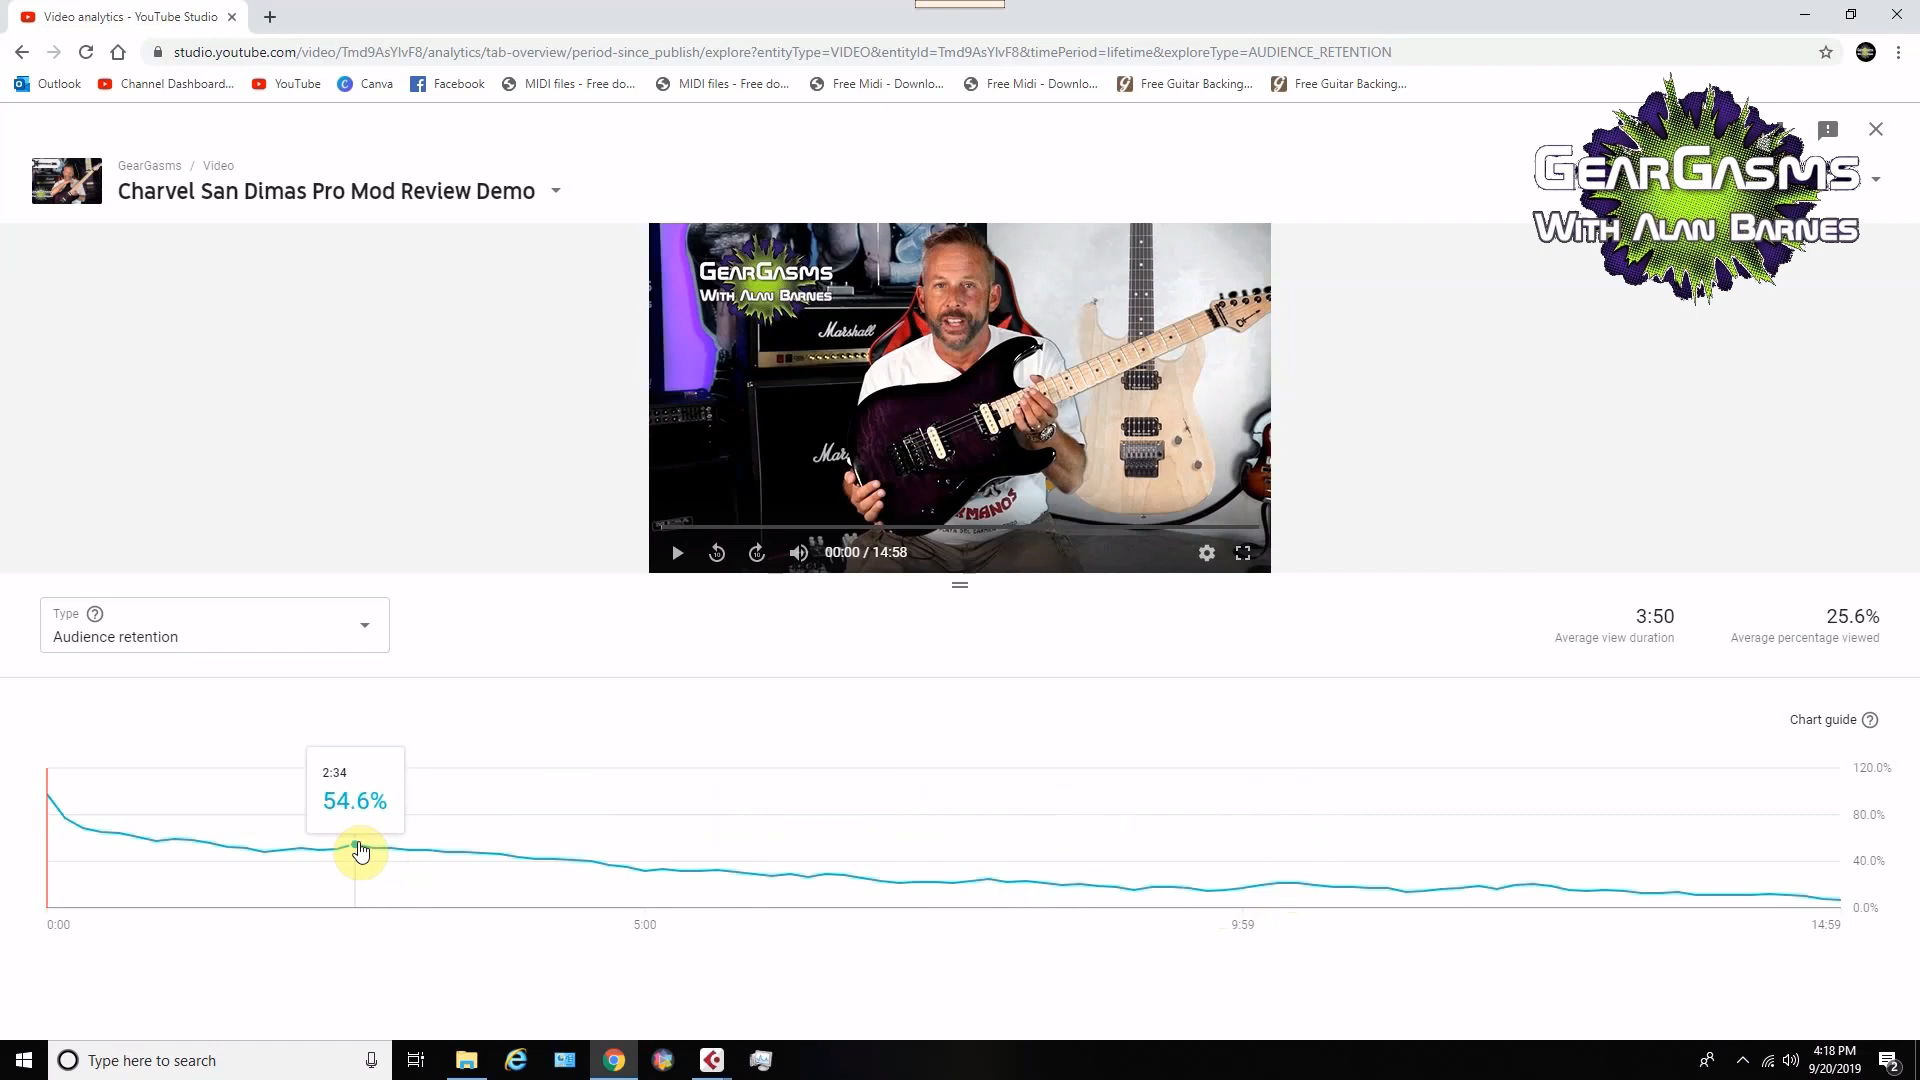 Video analytics - YouTube Studio
studio.youtube.com/video/Tmd9AsYlvF8/analytics/tab-overview/period-since_publish/explore?entityType=VIDEO&entityId=Tmd9AsYlvF8&timePeriod=lifetime&exploreType=AUDIENCE_RETENTION
Outlook Channel Dashboard... YouTube Canva Facebook MIDI files - Free do... MIDI files - Free do... Free Midi - Downlo... Free Midi - Downlo... Free Guitar Backing... Free Guitar Backing...
GearGasms / Video
Charvel San Dimas Pro Mod Review Demo
GEARGASMS
WITH ALAN BARNES
GEARGASMS
WITH ALAN BARNES
Marshall
Mar
MANOS
10 10 00:00 / 14:58
Type
Audience retention
3:50
Average view duration
25.6%
Average percentage viewed
Chart guide
2:34
54.6%
120.0%
80.0%
40.0%
0.0%
0:00 5:00 9:59 14:59
Type here to search
4:18 PM
9/20/2019
2